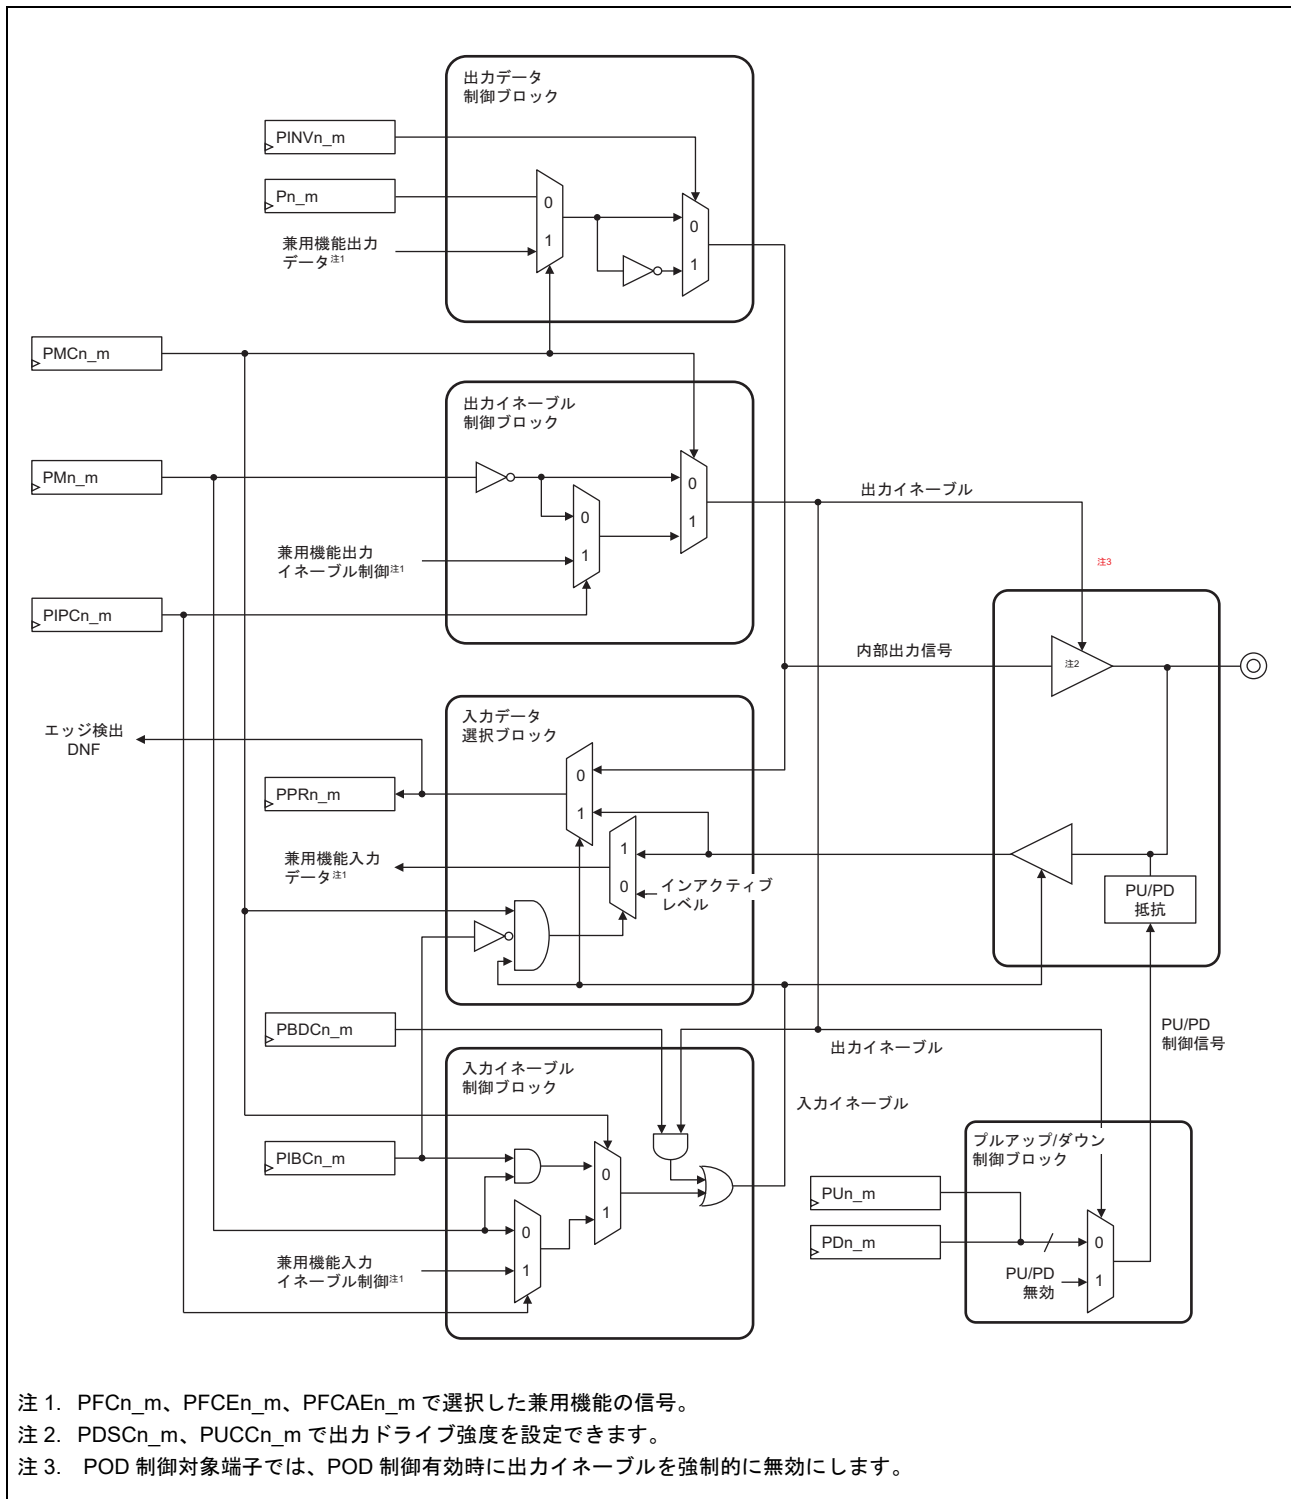 出力データ
制御ブロック
PINVn_m
Pn_m
0
1
0
1
兼用機能出力
データ注1
PMCn_m
出力イネーブル
制御ブロック
PMn_m
0
1
0
1
出力イネーブル
兼用機能出力
イネーブル制御注1
注3
PIPCn_m
内部出力信号
注2
入力データ
選択ブロック
エッジ検出
DNF
0
1
PPRn_m
兼用機能入力
データ注1
1
0
インアクティブ
レベル
PU/PD
抵抗
PBDCn_m
出力イネーブル
PU/PD
制御信号
入力イネーブル
制御ブロック
入力イネーブル
PIBCn_m
0
1
0
1
兼用機能入力
イネーブル制御注1
プルアップ/ダウン
制御ブロック
PUn_m
PDn_m
0
1
PU/PD
無効
注 1. PFCn_m、PFCEn_m、PFCAEn_m で選択した兼用機能の信号。
注 2. PDSCn_m、PUCCn_m で出力ドライブ強度を設定できます。
注 3. POD 制御対象端子では、POD 制御有効時に出力イネーブルを強制的に無効にします。